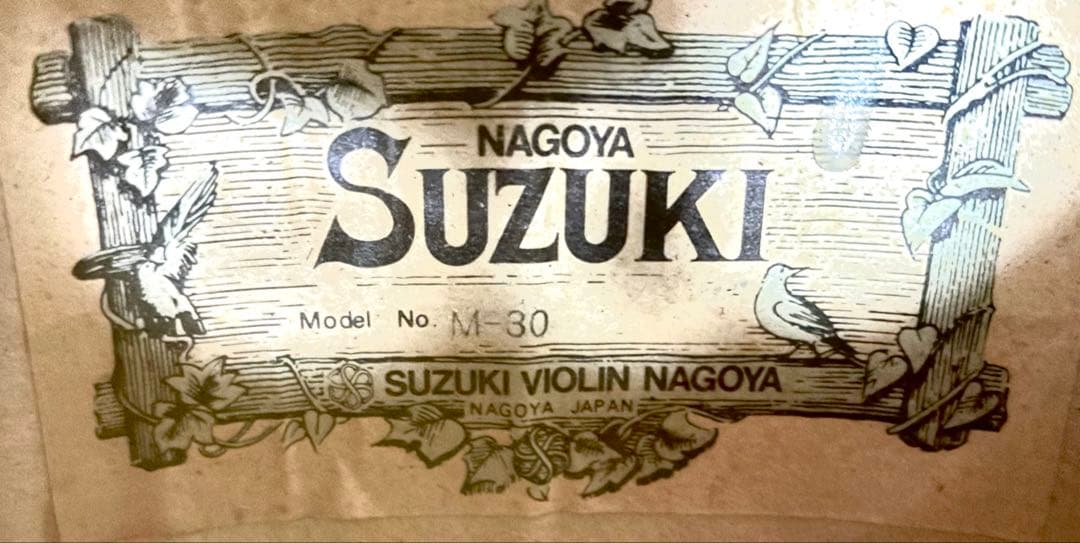 NAGOYA
SUZUKI
Model No. M-30
SUZUKI VIOLIN NAGOYA
NAGOYA JAPAN